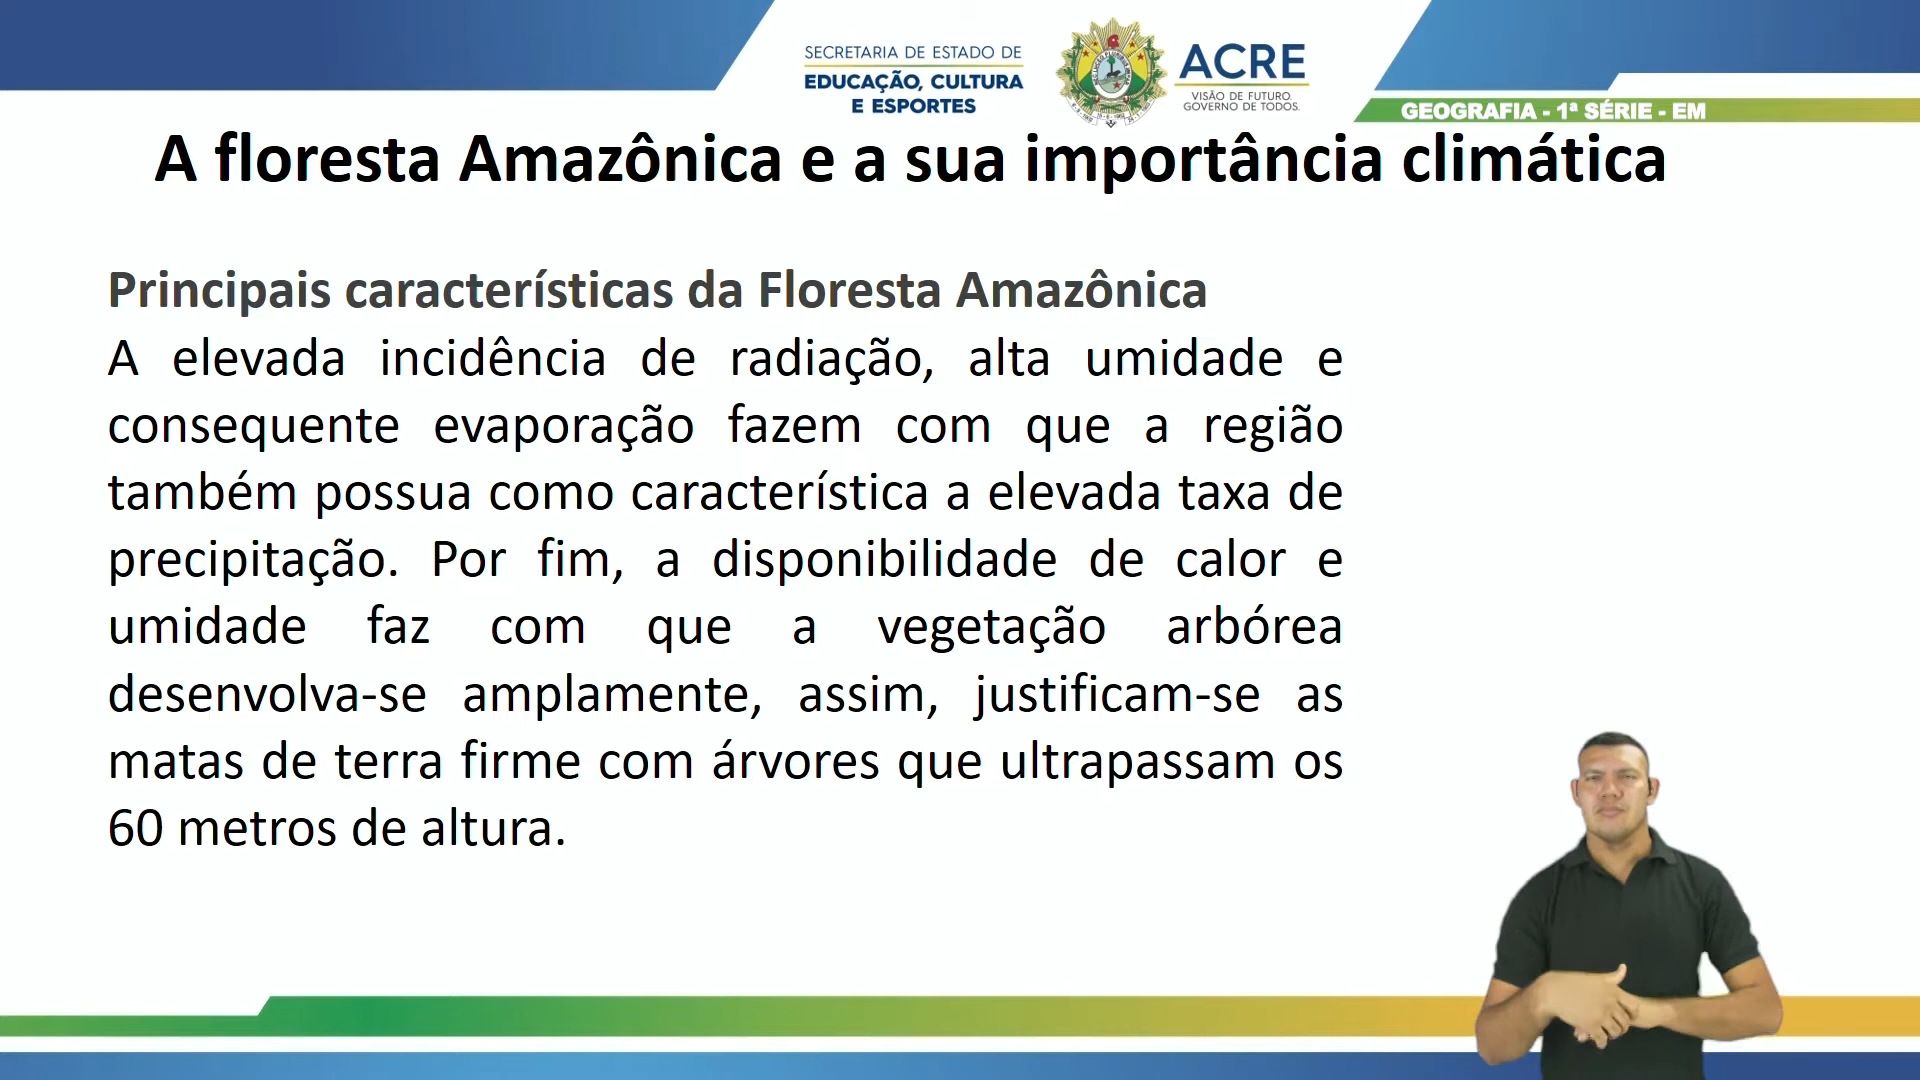 SECRETARIA DE ESTADO DE
EDUCAÇÃO, CULTURA
E ESPORTES
ACRE
VISÃO DE FUTURO.
GOVERNO DE TODOS.
GEOGRAFIA - 1ª SÉRIE - EM
A floresta Amazônica e a sua importância climática
Principais características da Floresta Amazônica
A elevada incidência de radiação, alta umidade e
consequente evaporação fazem com que a região
também possua como característica a elevada taxa de
precipitação. Por fim, a disponibilidade de calor e
umidade faz com que a vegetação arbórea
desenvolva-se amplamente, assim, justificam-se as
matas de terra firme com árvores que ultrapassam os
60 metros de altura.